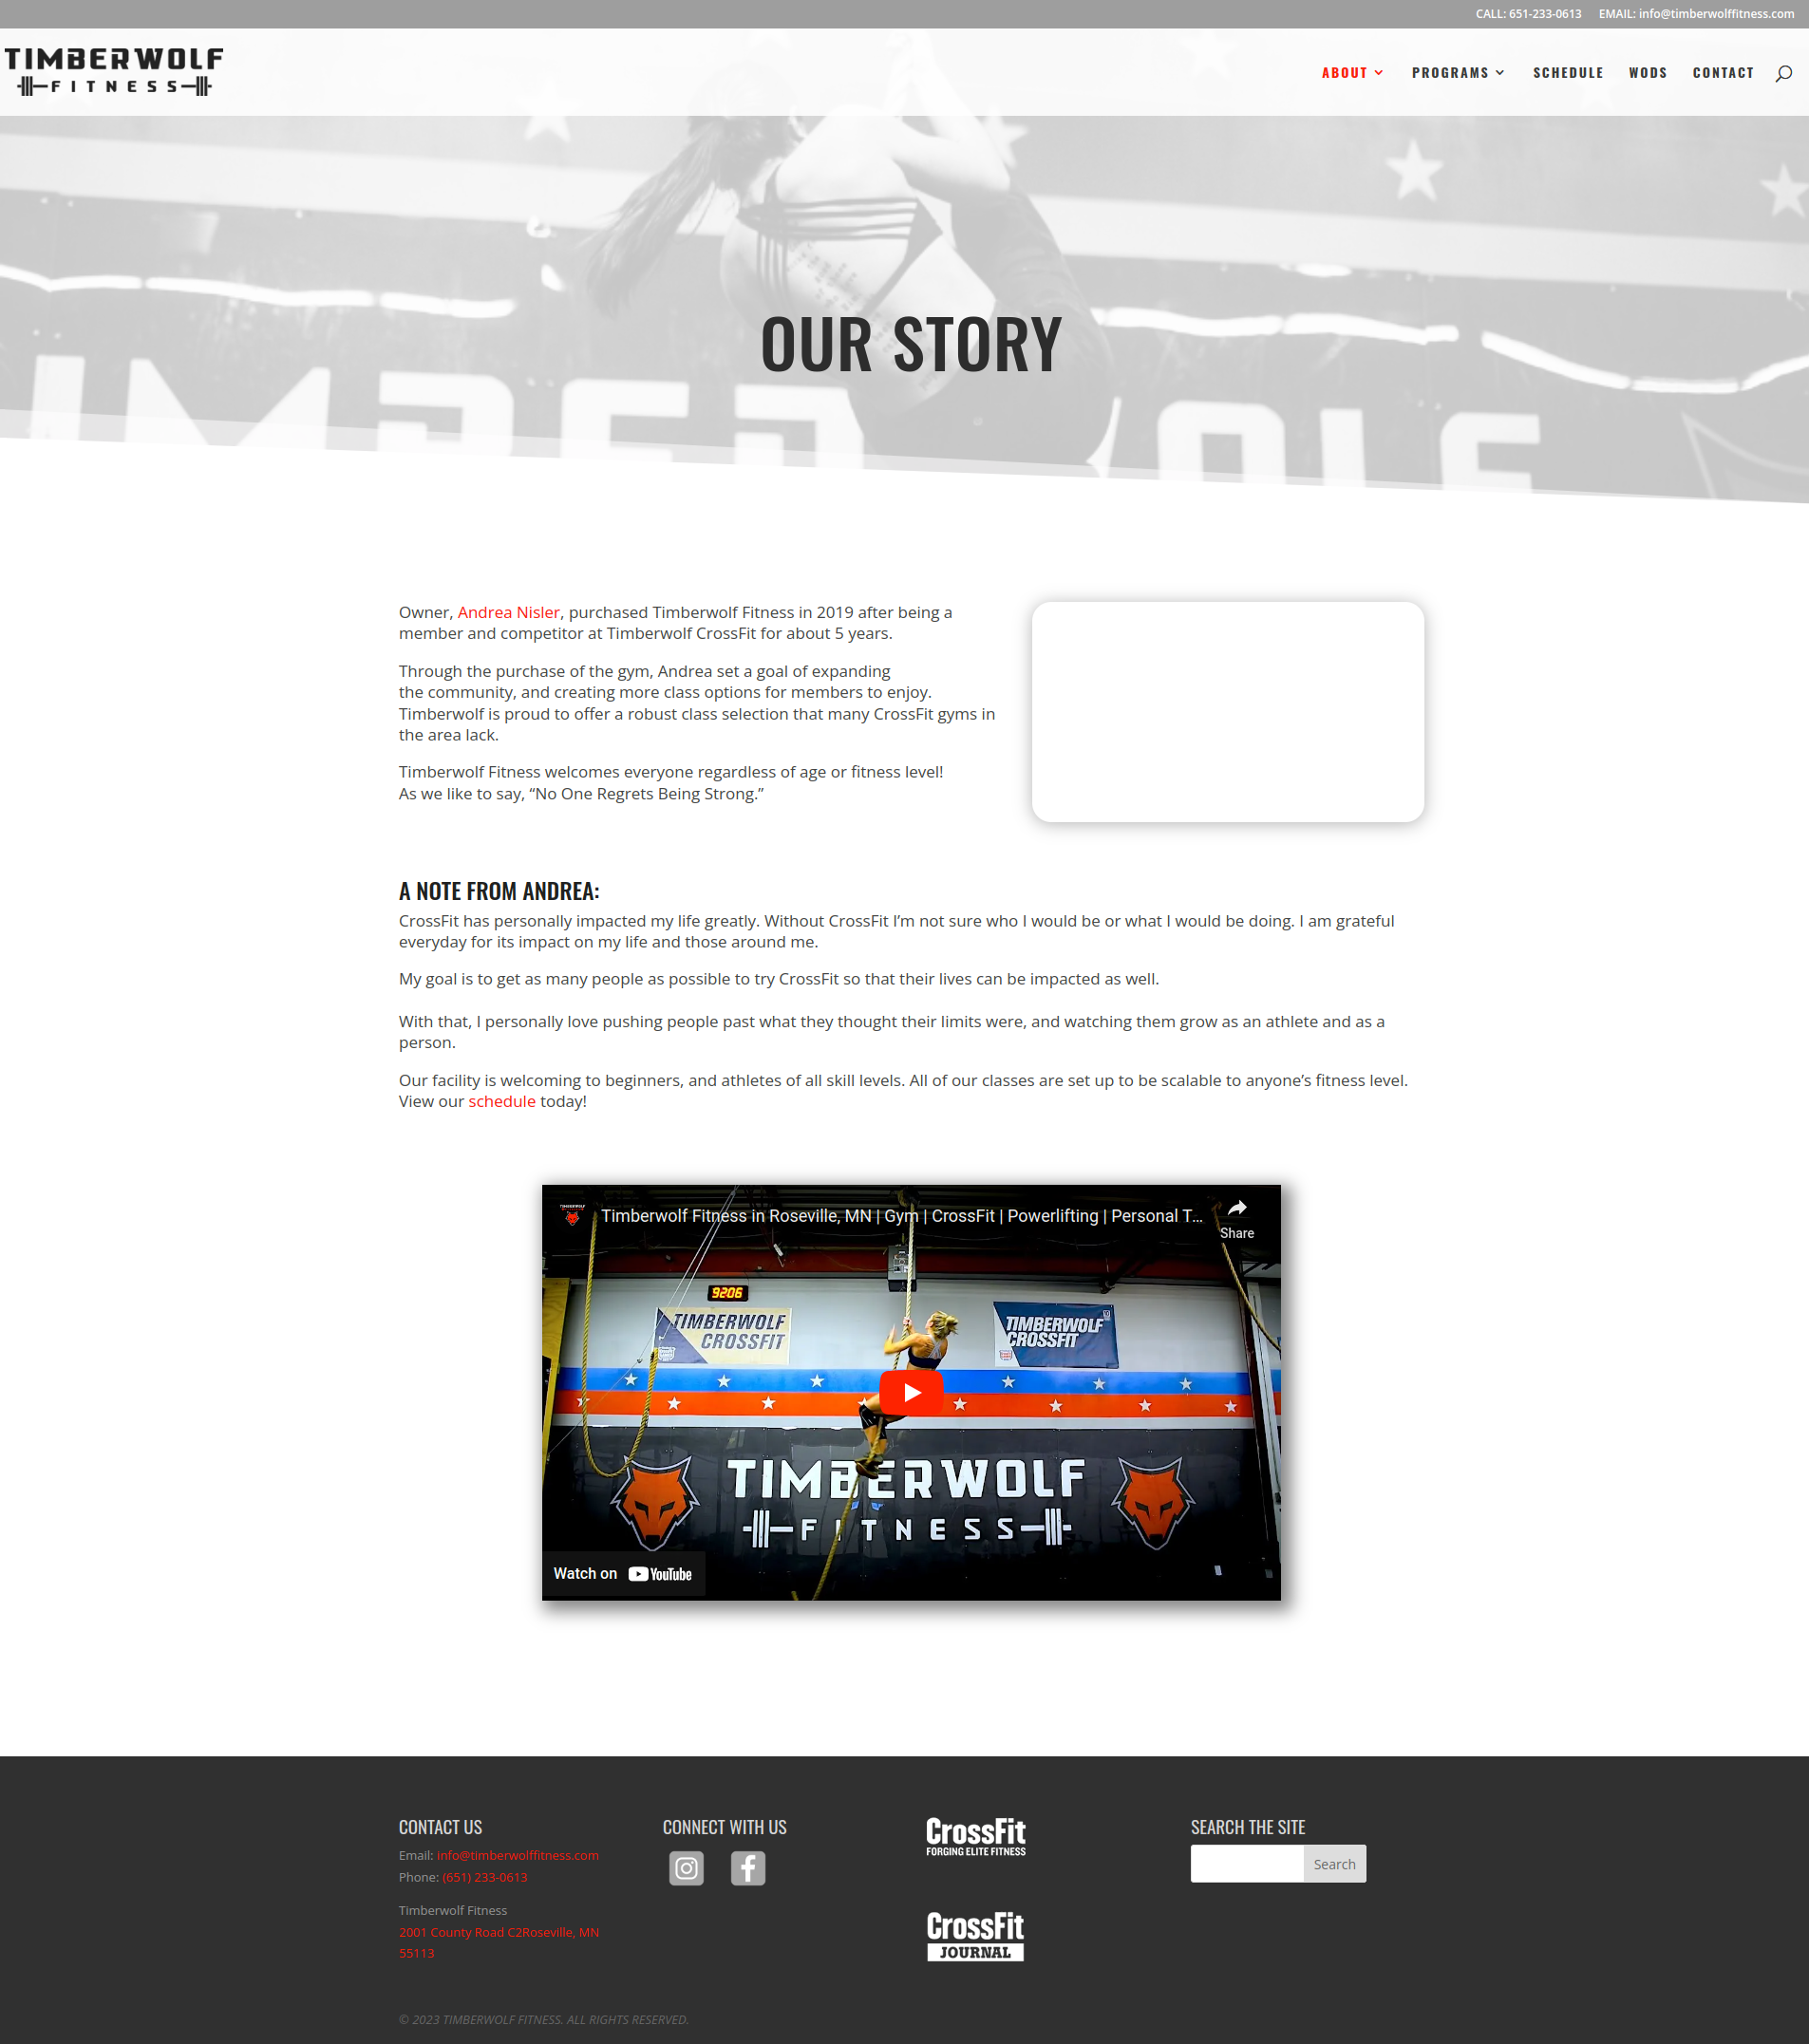 CALL: 651-233-0613 EMAIL: info@timberwolffitness.com
TIMBERWOLF
FITNESS
ABOUT PROGRAMS SCHEDULE WODS CONTACT
OUR STORY
Owner, Andrea Nisler, purchased Timberwolf Fitness in 2019 after being a
member and competitor at Timberwolf CrossFit for about 5 years.
Through the purchase of the gym, Andrea set a goal of expanding
the community, and creating more class options for members to enjoy.
Timberwolf is proud to offer a robust class selection that many CrossFit gyms in
the area lack.
Timberwolf Fitness welcomes everyone regardless of age or fitness level!
As we like to say, “No One Regrets Being Strong.”
A NOTE FROM ANDREA:
CrossFit has personally impacted my life greatly. Without CrossFit I’m not sure who I would be or what I would be doing. I am grateful
everyday for its impact on my life and those around me.
My goal is to get as many people as possible to try CrossFit so that their lives can be impacted as well.
With that, I personally love pushing people past what they thought their limits were, and watching them grow as an athlete and as a
person.
Our facility is welcoming to beginners, and athletes of all skill levels. All of our classes are set up to be scalable to anyone’s fitness level.
View our schedule today!
Timberwolf Fitness in Roseville, MN | Gym | CrossFit | Powerlifting | Personal T...
Share
9206
TIMBERWOLF
CROSSFIT
TIMBERWOLF
CROSSFIT
TIMBERWOLF
FITNESS
Watch on YouTube
CONTACT US
Email: info@timberwolffitness.com
Phone: (651) 233-0613
Timberwolf Fitness
2001 County Road C2Roseville, MN
55113
CONNECT WITH US
CrossFit
FORGING ELITE FITNESS
CrossFit
JOURNAL
SEARCH THE SITE
Search
© 2023 TIMBERWOLF FITNESS. ALL RIGHTS RESERVED.